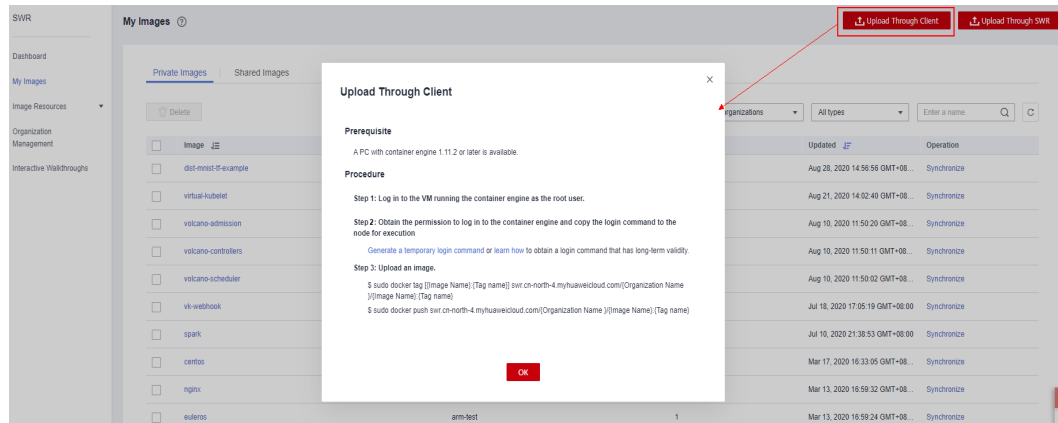 SWR
My Images
Upload Through Client
Upload Through SWR
Dashboard
My Images
Image Resources
Organization
Management
Interactive Walkthroughs
Private Images
Shared Images
Delete
All types
Enter a name
Image
Updated
Operation
dist-mnist-tf-example
Aug 28, 2020 14:56:56 GMT+08...
Synchronize
virtual-kubelet
Aug 21, 2020 14:02:40 GMT+08...
Synchronize
volcano-admission
Aug 10, 2020 11:50:20 GMT+08...
Synchronize
volcano-controllers
Aug 10, 2020 11:50:11 GMT+08...
Synchronize
volcano-scheduler
Aug 10, 2020 11:50:02 GMT+08...
Synchronize
vk-webhook
Jul 18, 2020 17:05:19 GMT+08:00
Synchronize
spark
Jul 10, 2020 21:38:53 GMT+08:00
Synchronize
centos
Mar 17, 2020 16:33:05 GMT+08...
Synchronize
nginx
Mar 13, 2020 16:59:32 GMT+08...
Synchronize
euleros
arm-test
1
Mar 13, 2020 16:59:24 GMT+08...
Synchronize
Upload Through Client
Prerequisite
A PC with container engine 1.11.2 or later is available.
Procedure
Step 1: Log in to the VM running the container engine as the root user.
Step 2: Obtain the permission to log in to the container engine and copy the login command to the
node for execution
Generate a temporary login command or learn how to obtain a login command that has long-term validity.
Step 3: Upload an image.
$ sudo docker tag [{Image Name}:{Tag name}] swr.cn-north-4.myhuaweicloud.com/{Organization Name
}/{Image Name}:{Tag name}
$ sudo docker push swr.cn-north-4.myhuaweicloud.com/{Organization Name }/{Image Name}:{Tag name}
OK